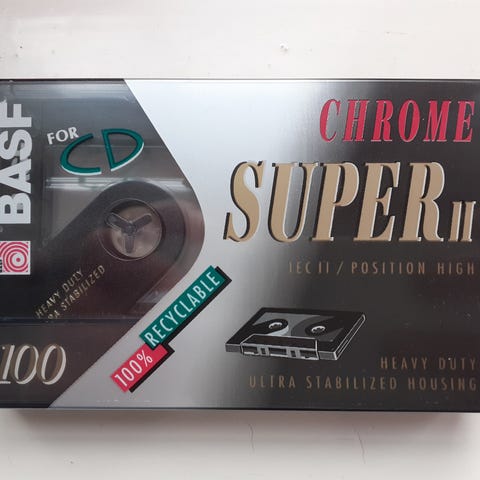 BASF
FOR
CD
CHROME
SUPER II
IEC II / POSITION HIGH
HEAVY DUTY
STABILIZED
100% RECYCLABLE
100
HEAVY DUTY
ULTRA STABILIZED HOUSING